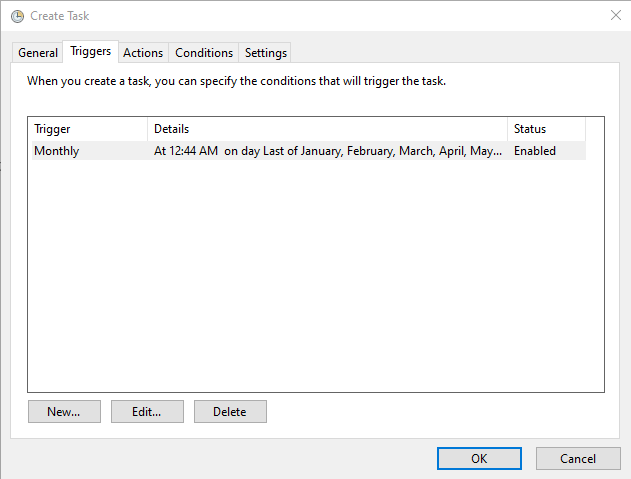 Create Task
General Triggers Actions Conditions Settings
When you create a task, you can specify the conditions that will trigger the task.
Trigger Details Status
Monthly At 12:44 AM on day Last of January, February, March, April, May... Enabled
New... Edit... Delete
OK Cancel